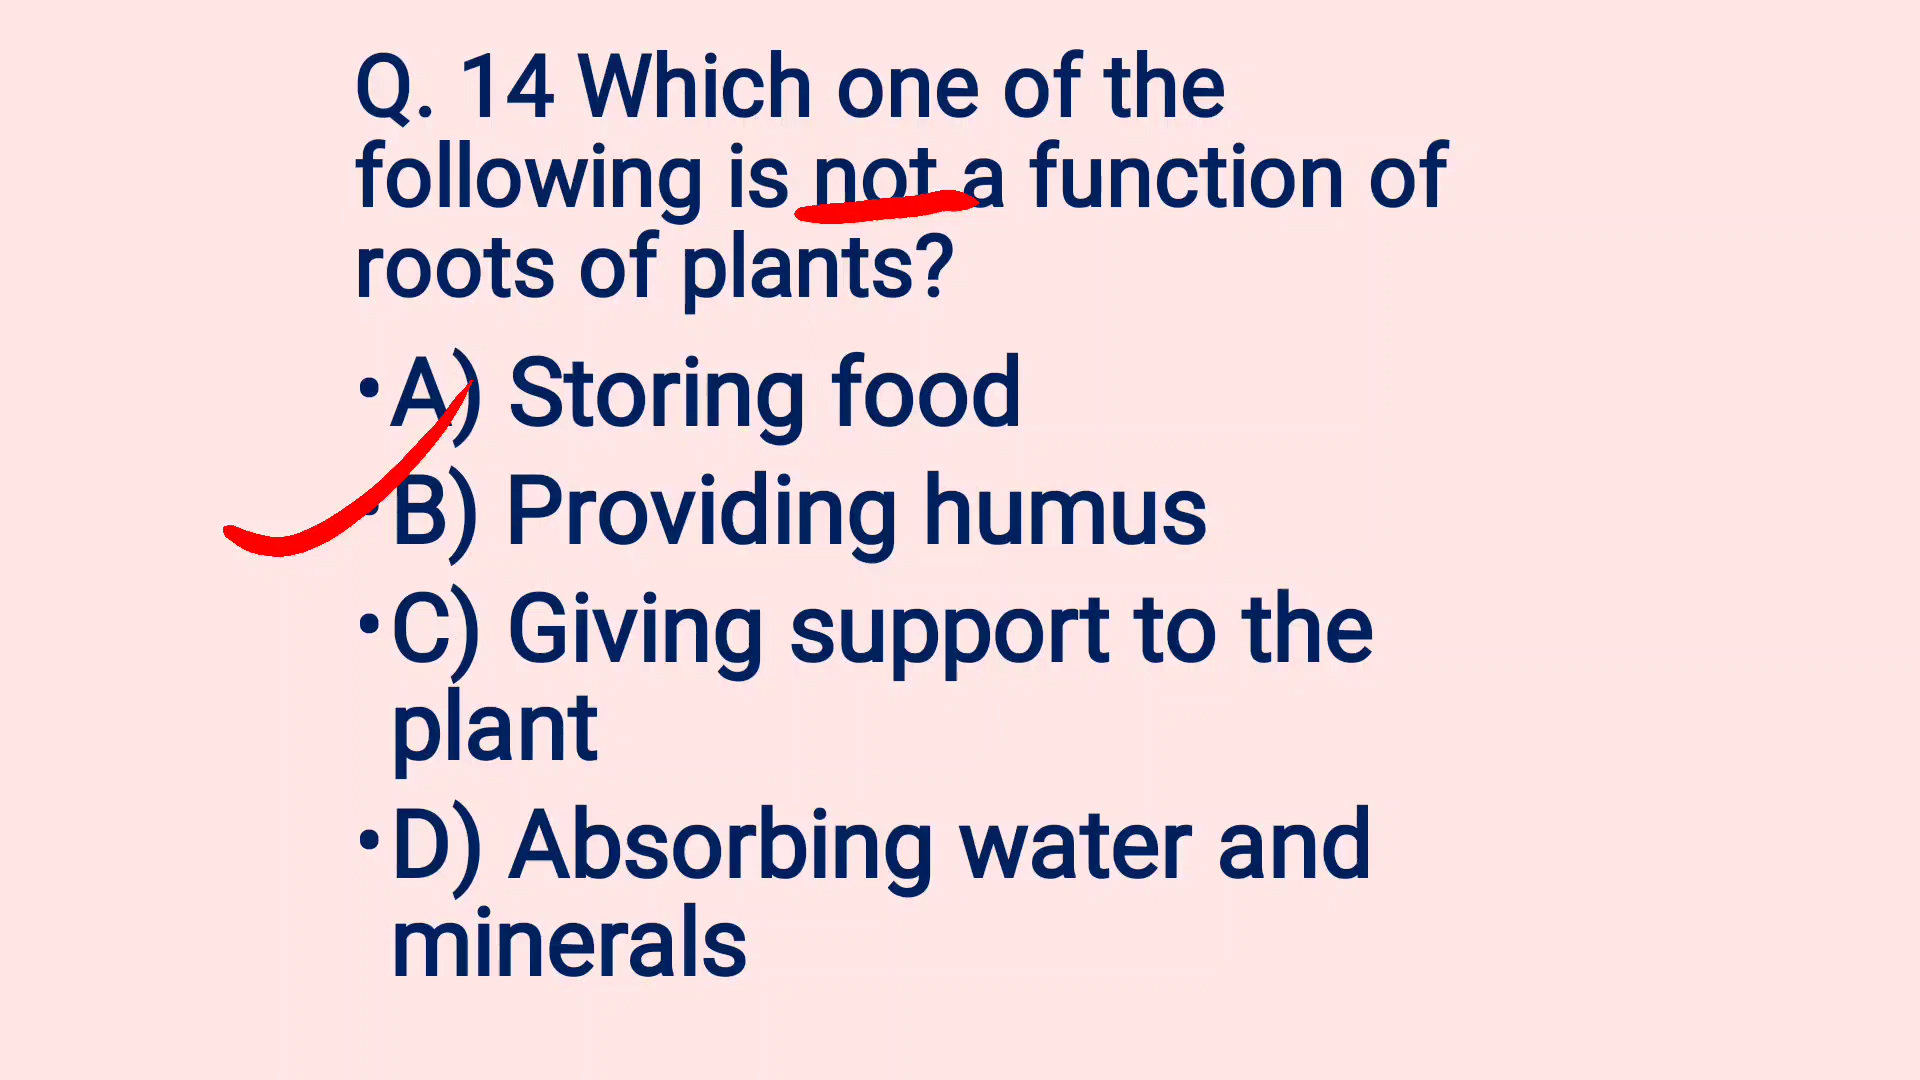 Q. 14 Which one of the
following is not a function of
roots of plants?
•A) Storing food
•B) Providing humus
•C) Giving support to the
plant
•D) Absorbing water and
minerals